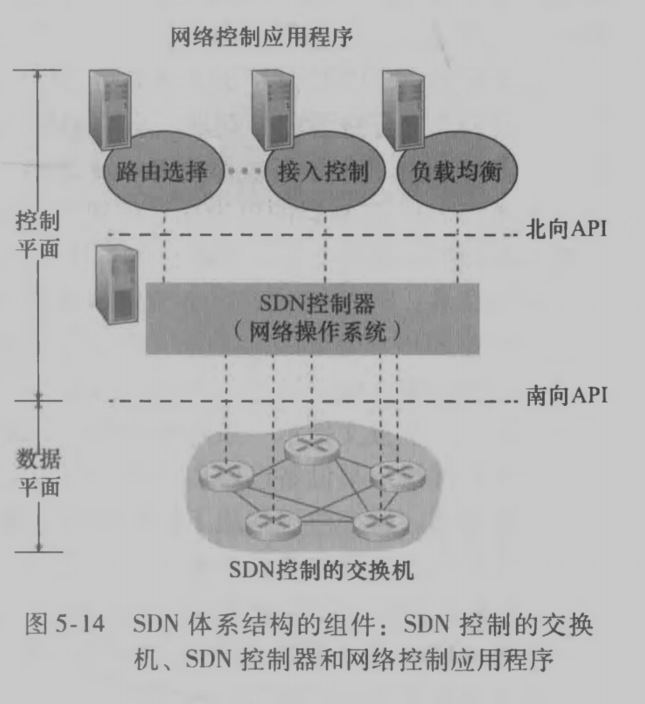 网络控制应用程序
路由选择
接入控制
负载均衡
控制
平面
北向API
SDN控制器
（网络操作系统）
南向API
数据
平面
SDN控制的交换机
图 5-14 SDN 体系结构的组件：SDN 控制的交换
机、SDN 控制器和网络控制应用程序